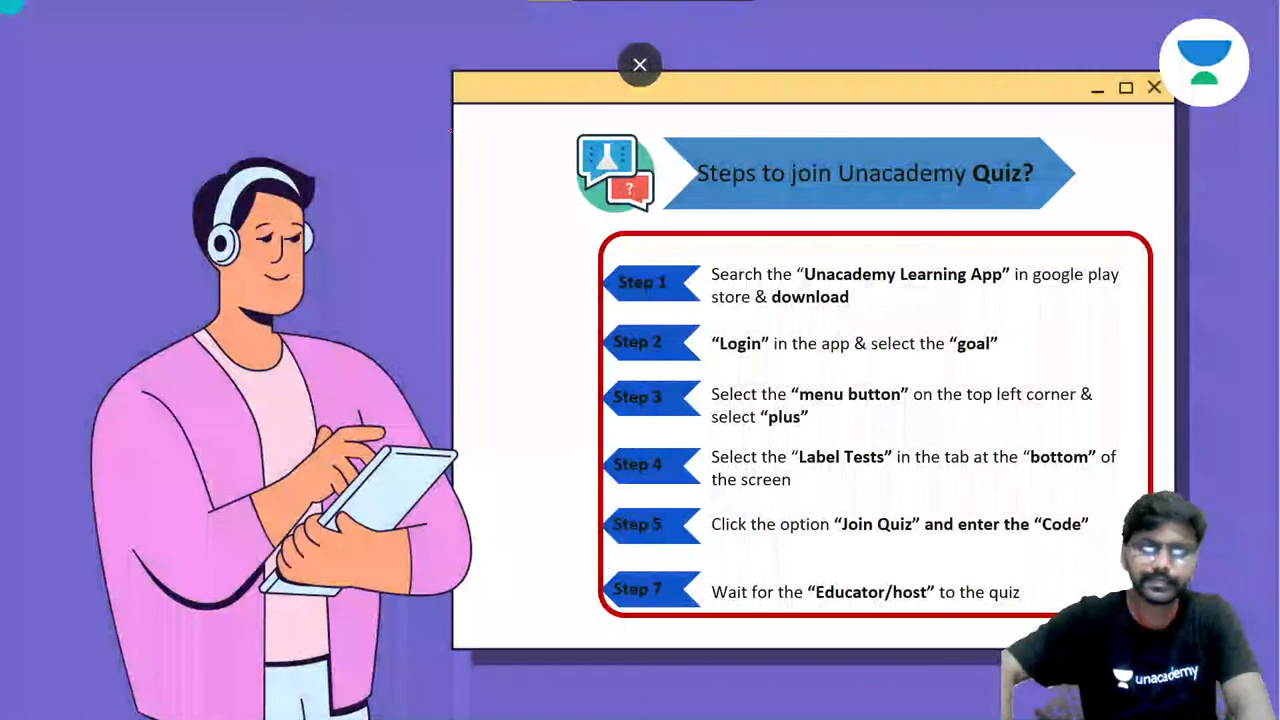 Steps to join Unacademy Quiz?
?
Step 1
Search the “Unacademy Learning App” in google play
store & download
Step 2
“Login” in the app & select the “goal”
Step 3
Select the “menu button” on the top left corner &
select “plus”
Step 4
Select the “Label Tests” in the tab at the “bottom” of
the screen
Step 5
Click the option “Join Quiz” and enter the “Code”
Step 7
Wait for the “Educator/host” to the quiz
unacademy